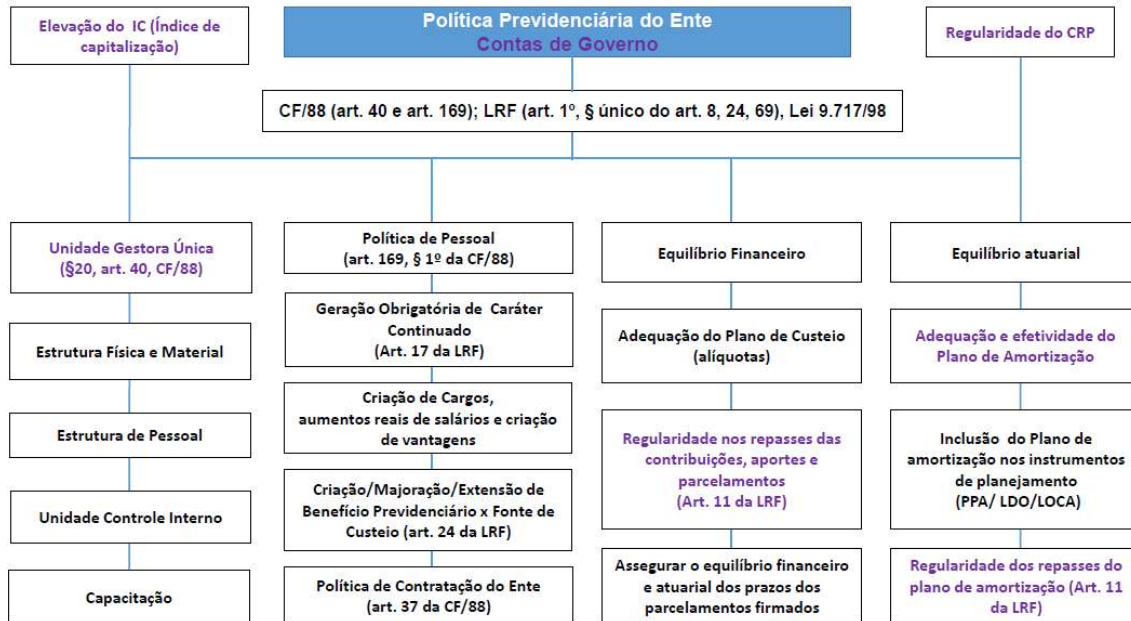 Elevação do IC (Índice de
capitalização)
Política Previdenciária do Ente
Contas de Governo
Regularidade do CRP
CF/88 (art. 40 e art. 169); LRF (art. 1º, § único do art. 8, 24, 69), Lei 9.717/98
Unidade Gestora Única
(§20, art. 40, CF/88)
Estrutura Física e Material
Estrutura de Pessoal
Unidade Controle Interno
Capacitação
Política de Pessoal
(art. 169, § 1º da CF/88)
Geração Obrigatória de Caráter
Continuado
(Art. 17 da LRF)
Criação de Cargos,
aumentos reais de salários e criação
de vantagens
Criação/Majoração/Extensão de
Benefício Previdenciário x Fonte de
Custeio (art. 24 da LRF)
Política de Contratação do Ente
(art. 37 da CF/88)
Equilíbrio Financeiro
Adequação do Plano de Custeio
(alíquotas)
Regularidade nos repasses das
contribuições, aportes e
parcelamentos
(Art. 11 da LRF)
Assegurar o equilíbrio financeiro
e atuarial dos prazos dos
parcelamentos firmados
Equilíbrio atuarial
Adequação e efetividade do
Plano de Amortização
Inclusão do Plano de
amortização nos instrumentos
de planejamento
(PPA/ LDO/LOCA)
Regularidade dos repasses do
plano de amortização (Art. 11
da LRF)